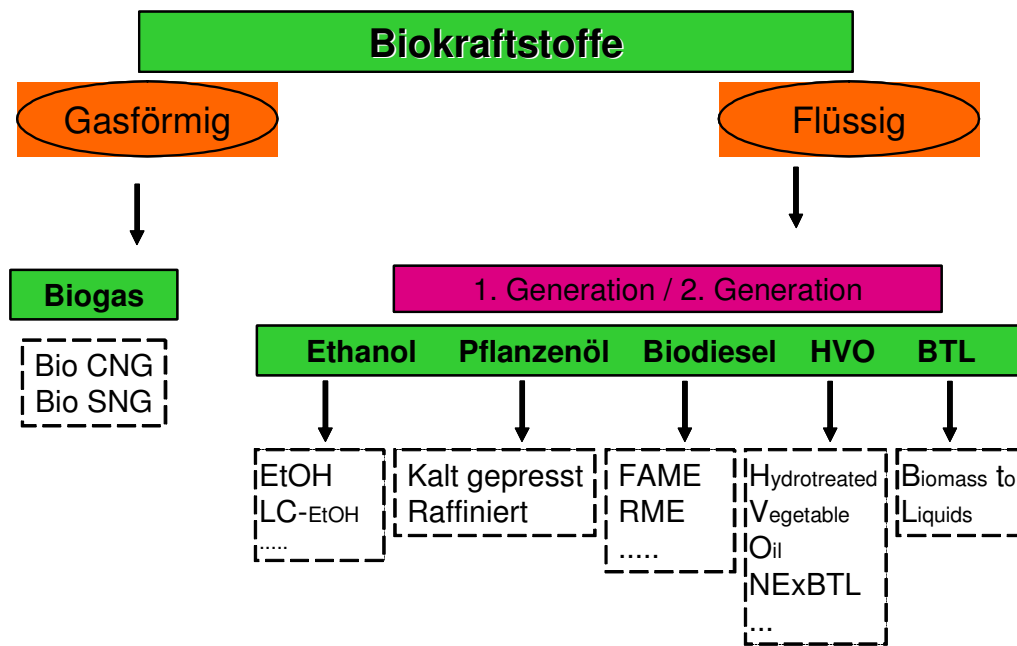 Biokraftstoffe
Gasförmig
Flüssig
Biogas
Bio CNG
Bio SNG
1. Generation / 2. Generation
Ethanol Pflanzenöl Biodiesel HVO BTL
EtOH
LC-EtOH
.....
Kalt gepresst
Raffiniert
FAME
RME
.....
Hydrotreated
Vegetable
Oil
NExBTL
...
Biomass to
Liquids